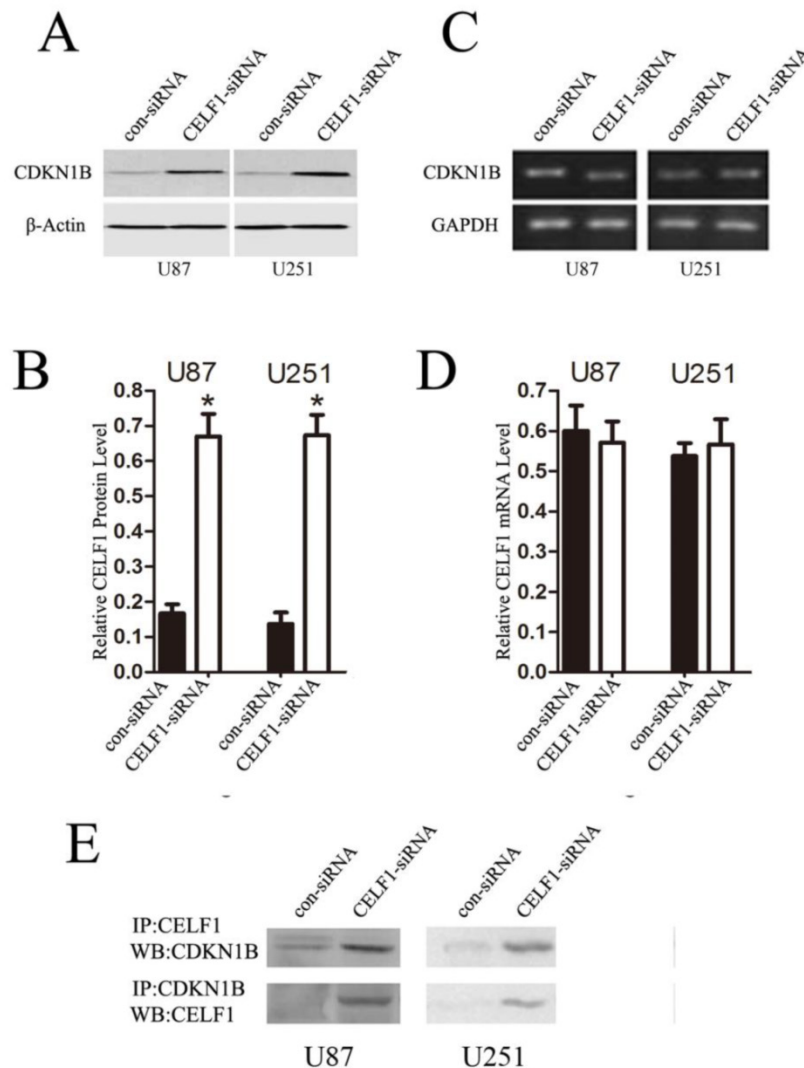 A
con-siRNA
CELF1-siRNA
con-siRNA
CELF1-siRNA
CDKN1B
β-Actin
U87
U251
C
con-siRNA
CELF1-siRNA
con-siRNA
CELF1-siRNA
CDKN1B
GAPDH
U87
U251
B
U87
U251
Relative CELF1 Protein Level
0.8
0.7
0.6
0.5
0.4
0.3
0.2
0.1
0.0
*
*
con-siRNA
CELF1-siRNA
con-siRNA
CELF1-siRNA
D
U87
U251
Relative CELF1 mRNA Level
0.7
0.6
0.5
0.4
0.3
0.2
0.1
0.0
con-siRNA
CELF1-siRNA
con-siRNA
CELF1-siRNA
E
con-siRNA
CELF1-siRNA
con-siRNA
CELF1-siRNA
IP:CELF1
WB:CDKN1B
IP:CDKN1B
WB:CELF1
U87
U251